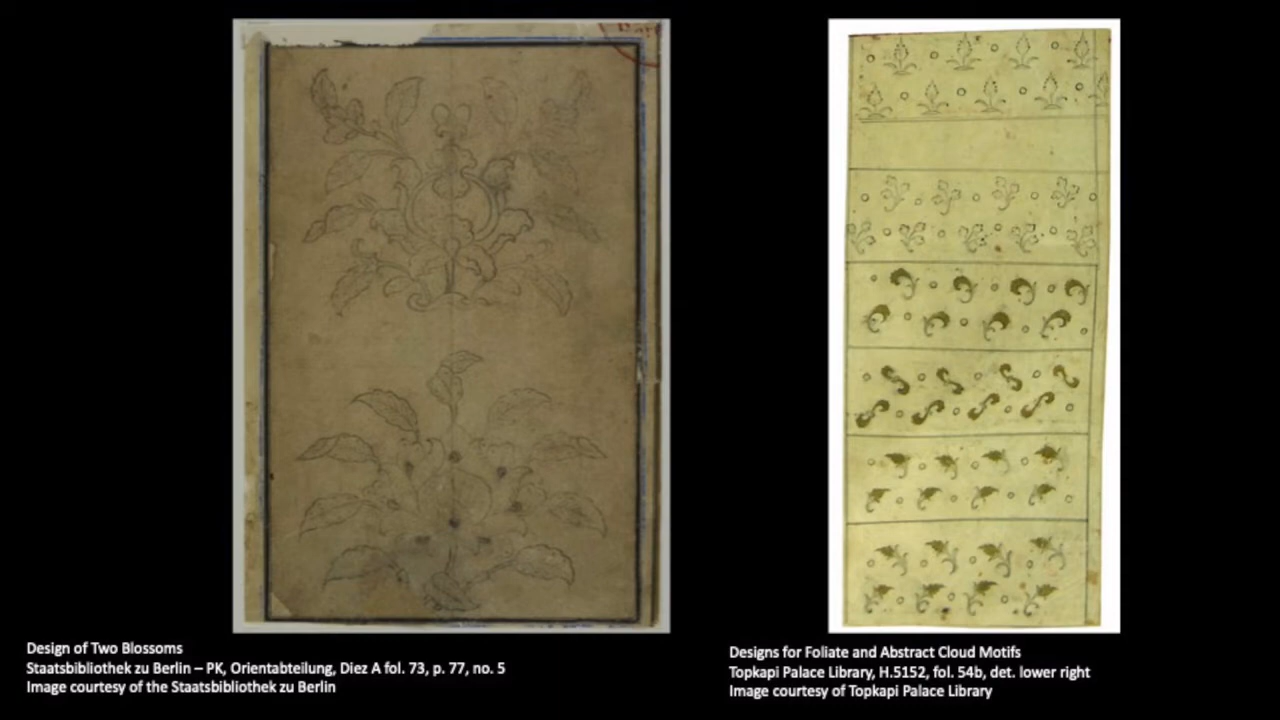 Design of Two Blossoms
Staatsbibliothek zu Berlin – PK, Orientabteilung, Diez A fol. 73, p. 77, no. 5
Image courtesy of the Staatsbibliothek zu Berlin
Designs for Foliate and Abstract Cloud Motifs
Topkapi Palace Library, H.5152, fol. 54b, det. lower right
Image courtesy of Topkapi Palace Library